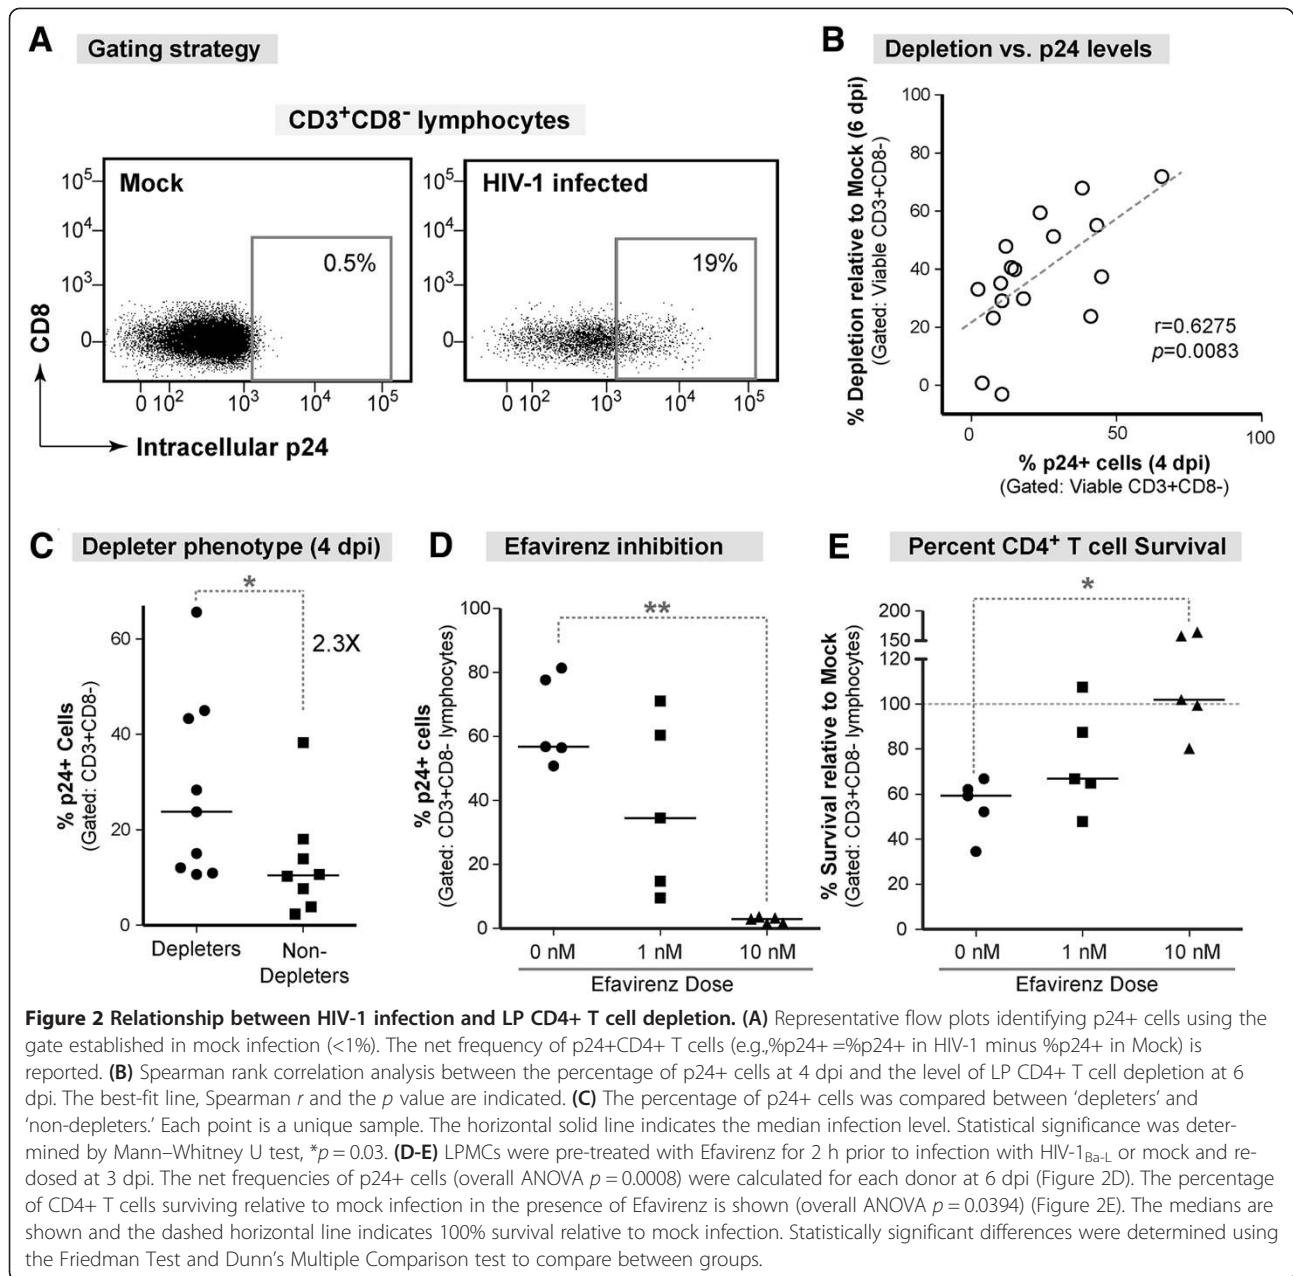 A Gating strategy
CD3+CD8- lymphocytes
Mock
0.5%
10^5
10^4
10^3
0
0 10^2 10^3 10^4 10^5
HIV-1 infected
19%
10^5
10^4
10^3
0
0 10^2 10^3 10^4 10^5
CD8
Intracellular p24
B Depletion vs. p24 levels
% Depletion relative to Mock (6 dpi)
(Gated: Viable CD3+CD8-)
100
80
60
40
20
0
r=0.6275
p=0.0083
0 50 100
% p24+ cells (4 dpi)
(Gated: Viable CD3+CD8-)
C Depleter phenotype (4 dpi)
*
2.3X
% p24+ Cells
(Gated: CD3+CD8-)
60
40
20
0
Depleters Non-
Depleters
D Efavirenz inhibition
**
% p24+ cells
(Gated: CD3+CD8- lymphocytes)
100
80
60
40
20
0
0 nM 1 nM 10 nM
Efavirenz Dose
E Percent CD4+ T cell Survival
*
% Survival relative to Mock
(Gated: CD3+CD8- lymphocytes)
200
150
120
100
80
60
40
20
0
0 nM 1 nM 10 nM
Efavirenz Dose
Figure 2 Relationship between HIV-1 infection and LP CD4+ T cell depletion. (A) Representative flow plots identifying p24+ cells using the
gate established in mock infection (<1%). The net frequency of p24+CD4+ T cells (e.g.,%p24+ =%p24+ in HIV-1 minus %p24+ in Mock) is
reported. (B) Spearman rank correlation analysis between the percentage of p24+ cells at 4 dpi and the level of LP CD4+ T cell depletion at 6
dpi. The best-fit line, Spearman r and the p value are indicated. (C) The percentage of p24+ cells was compared between ‘depleters’ and
‘non-depleters.’ Each point is a unique sample. The horizontal solid line indicates the median infection level. Statistical significance was deter-
mined by Mann–Whitney U test, *p = 0.03. (D-E) LPMCs were pre-treated with Efavirenz for 2 h prior to infection with HIV-1Ba-L or mock and re-
dosed at 3 dpi. The net frequencies of p24+ cells (overall ANOVA p = 0.0008) were calculated for each donor at 6 dpi (Figure 2D). The percentage
of CD4+ T cells surviving relative to mock infection in the presence of Efavirenz is shown (overall ANOVA p = 0.0394) (Figure 2E). The medians are
shown and the dashed horizontal line indicates 100% survival relative to mock infection. Statistically significant differences were determined using
the Friedman Test and Dunn’s Multiple Comparison test to compare between groups.